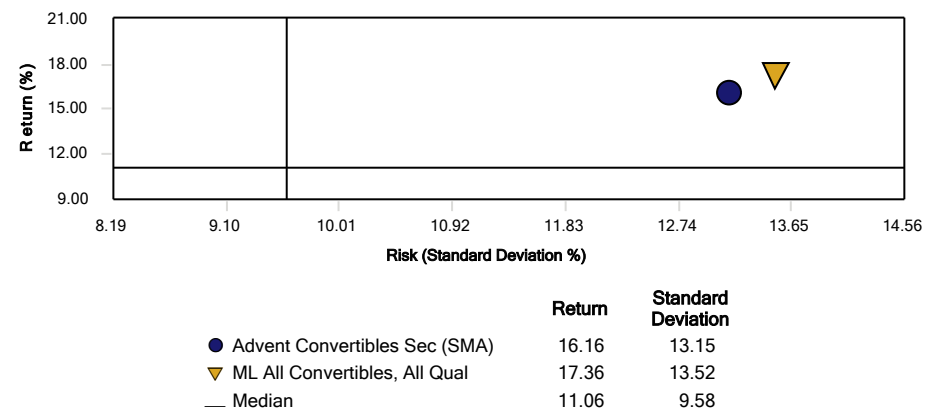 21.00
18.00
15.00
12.00
9.00
Return (%)
8.19 9.10 10.01 10.92 11.83 12.74 13.65 14.56
Risk (Standard Deviation %)
Return Standard Deviation
Advent Convertibles Sec (SMA) 16.16 13.15
ML All Convertibles, All Qual 17.36 13.52
Median 11.06 9.58